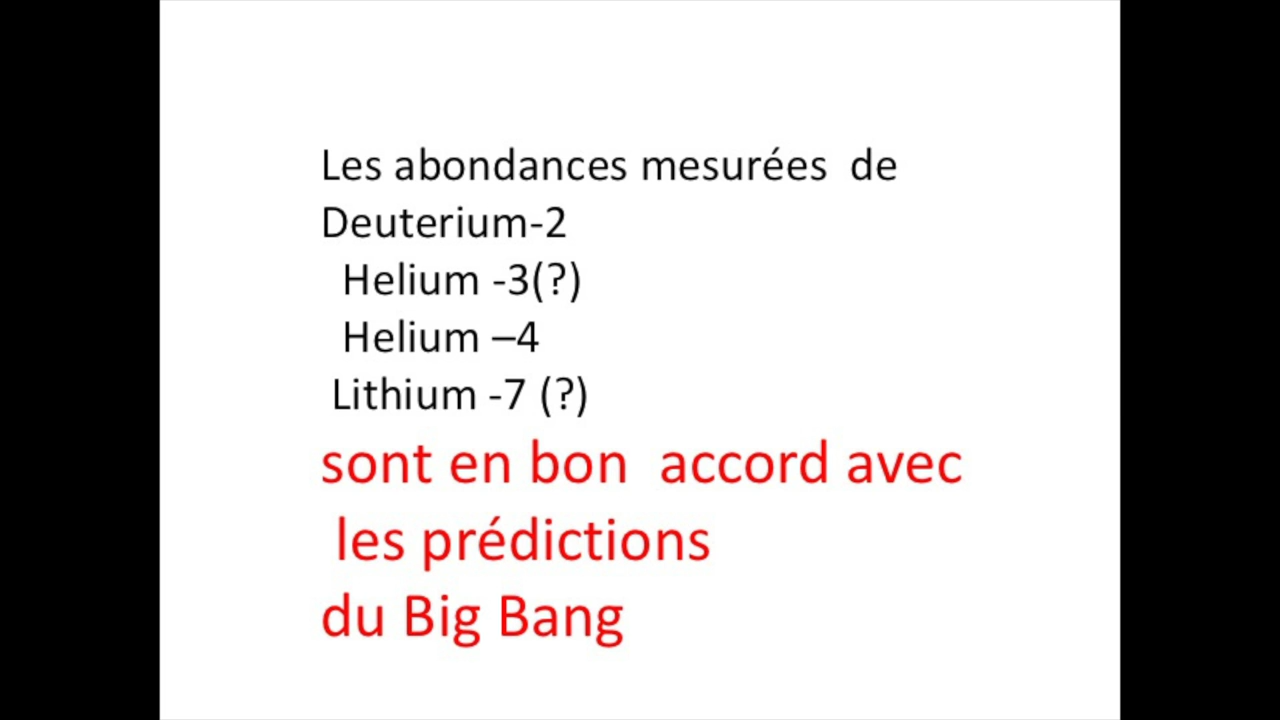 Les abondances mesurées  de
Deuterium-2
Helium -3(?)
Helium –4
Lithium -7 (?)
sont en bon  accord avec
les prédictions
du Big Bang